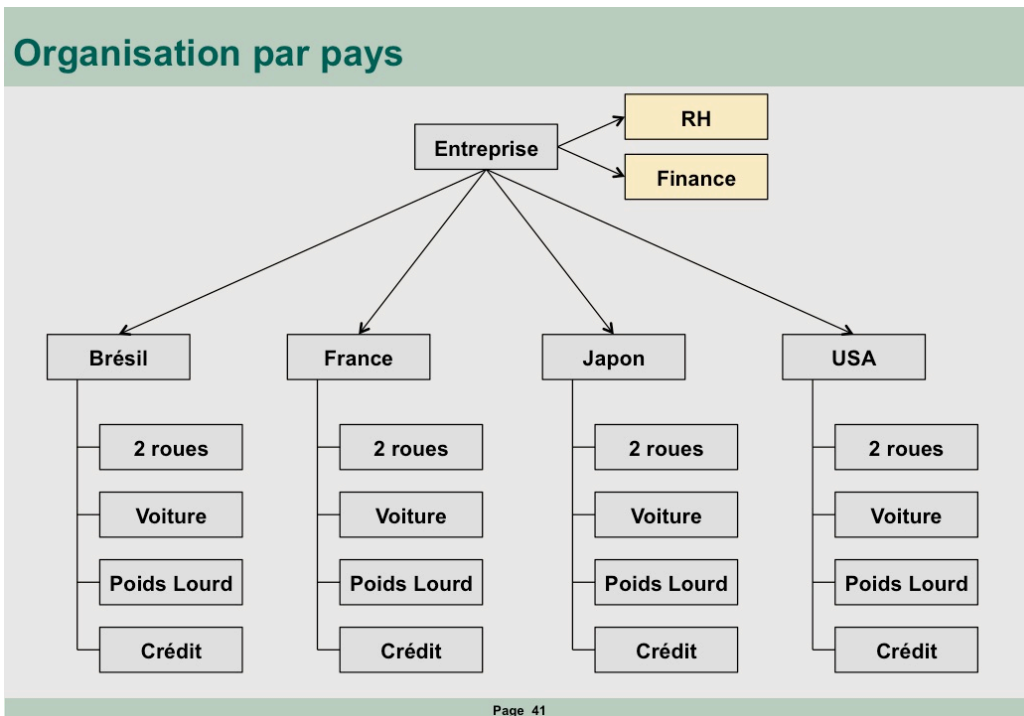 Organisation par pays
RH
Entreprise
Finance
Brésil
France
Japon
USA
2 roues
2 roues
2 roues
2 roues
Voiture
Voiture
Voiture
Voiture
Poids Lourd
Poids Lourd
Poids Lourd
Poids Lourd
Crédit
Crédit
Crédit
Crédit
Page 41